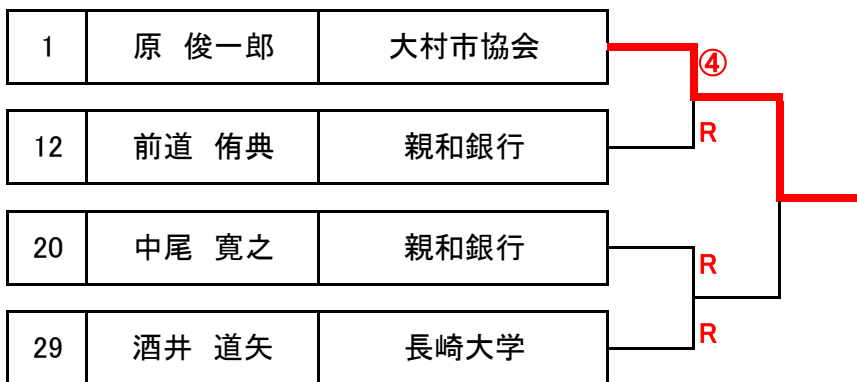 1 原 俊一郎 大村市協会
④
12 前道 侑典 親和銀行
R
20 中尾 寛之 親和銀行
R
29 酒井 道矢 長崎大学
R